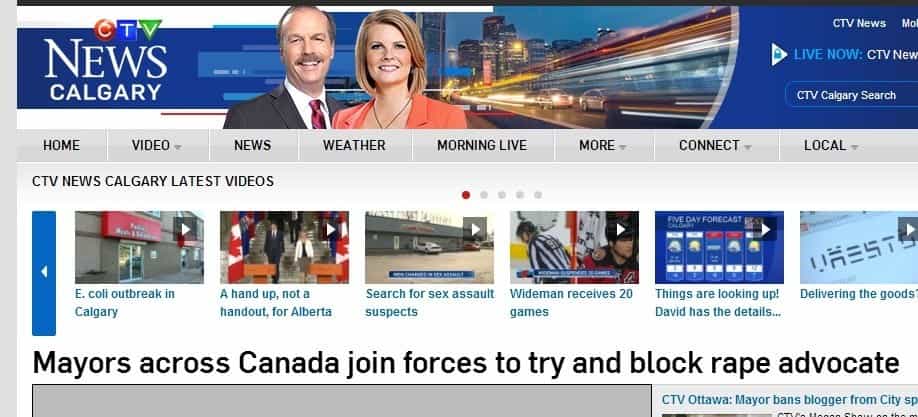 CTV
NEWS
CALGARY
CTV News
LIVE NOW: CTV
CTV Calgary Search
HOME VIDEO NEWS WEATHER MORNING LIVE MORE CONNECT LOCAL
CTV NEWS CALGARY LATEST VIDEOS
FIVE DAY FORECAST
CALGARY
MEN CHARGED IN SEX ASSAULT
WIDEMAN SUSPENDED 20 GAMES
E. coli outbreak in
Calgary
A hand up, not a
handout, for Alberta
Search for sex assault
suspects
Wideman receives 20
games
Things are looking up!
David has the details...
Delivering the goods?
Mayors across Canada join forces to try and block rape advocate
CTV Ottawa: Mayor bans blogger from City sp